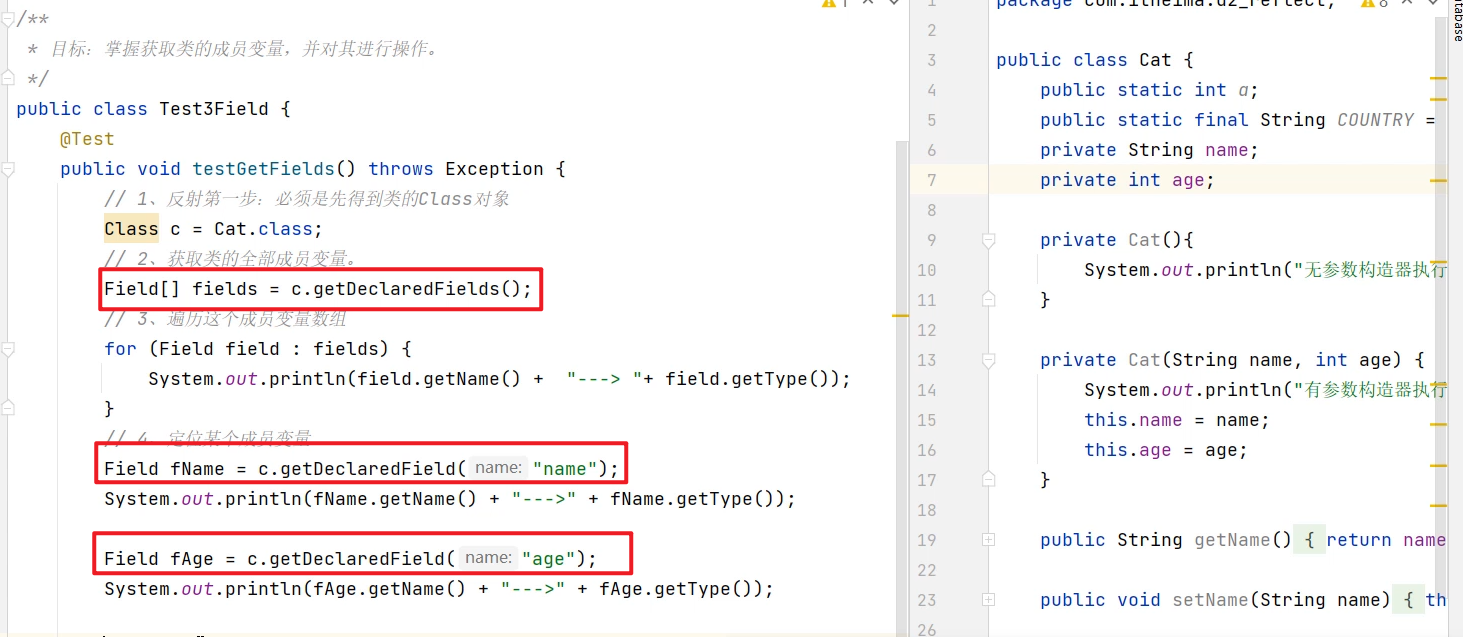 /**
 * 目标：掌握获取类的成员变量，并对其进行操作。
 */
public class Test3Field {
    @Test
    public void testGetFields() throws Exception {
        // 1、反射第一步：必须是先得到类的Class对象
        Class c = Cat.class;
        // 2、获取类的全部成员变量。
        Field[] fields = c.getDeclaredFields();
        // 3、遍历这个成员变量数组
        for (Field field : fields) {
            System.out.println(field.getName() +  "---> "+ field.getType());
        }
        // 4、定位某个成员变量
        Field fName = c.getDeclaredField( name: "name");
        System.out.println(fName.getName() + "--->" + fName.getType());
        Field fAge = c.getDeclaredField( name: "age");
        System.out.println(fAge.getName() + "--->" + fAge.getType());
1 package com.itheima.d2_reflect; 8
2
3 public class Cat {
4     public static int a;
5     public static final String COUNTRY =
6     private String name;
7     private int age;
8
9     private Cat(){
10         System.out.println("无参数构造器执行
11     }
12
13     private Cat(String name, int age) {
14         System.out.println("有参数构造器执行
15         this.name = name;
16         this.age = age;
17     }
18
19     public String getName() { return name
22
23     public void setName(String name) { th
26
tabase